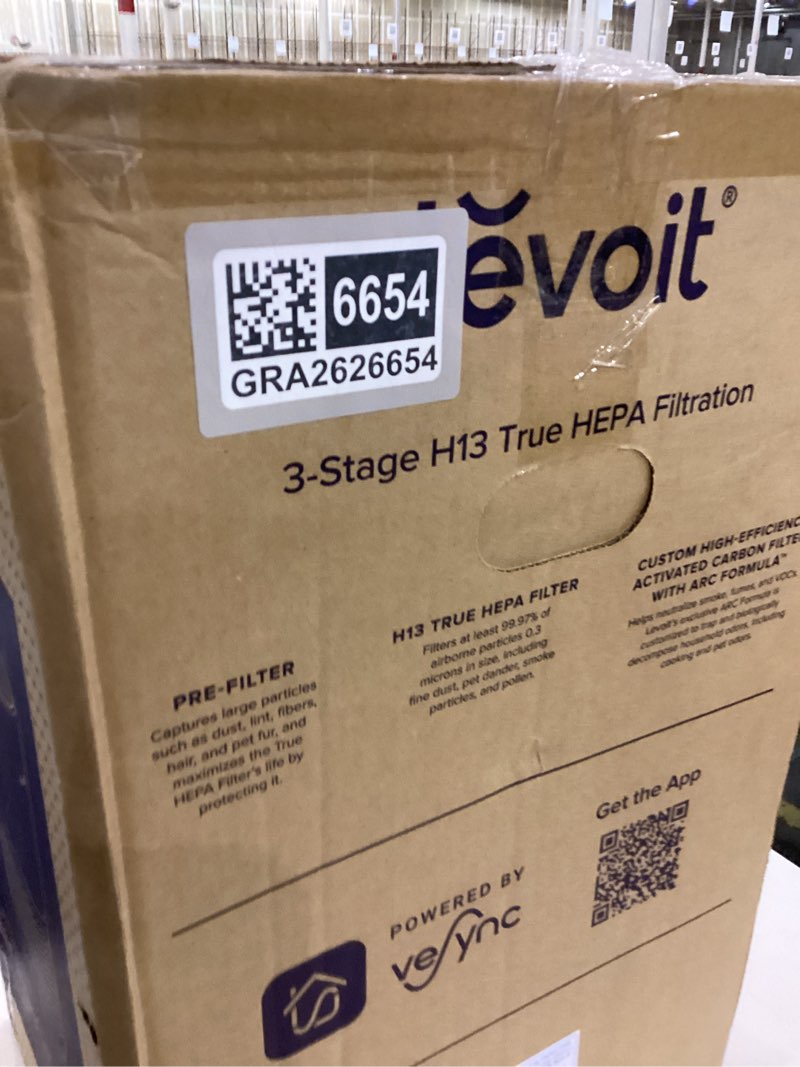 lĕvoit®
6654
GRA2626654
3-Stage H13 True HEPA Filtration
PRE-FILTER
Captures large particles
such as dust, lint, fibers,
hair, and pet fur, and
maximizes the True
HEPA Filter's life by
protecting it.
H13 TRUE HEPA FILTER
Filters at least 99.97% of
airborne particles 0.3
microns in size, including
fine dust, pet dander, smoke
particles, and pollen.
CUSTOM HIGH-EFFICIENC
ACTIVATED CARBON FILTE
WITH ARC FORMULA™
Helps neutralize smoke, fumes, and VOCs.
Levoit's exclusive ARC Formula is
customized to trap and biologically
decompose household odors, including
cooking and pet odors.
Get the App
POWERED BY
vesync